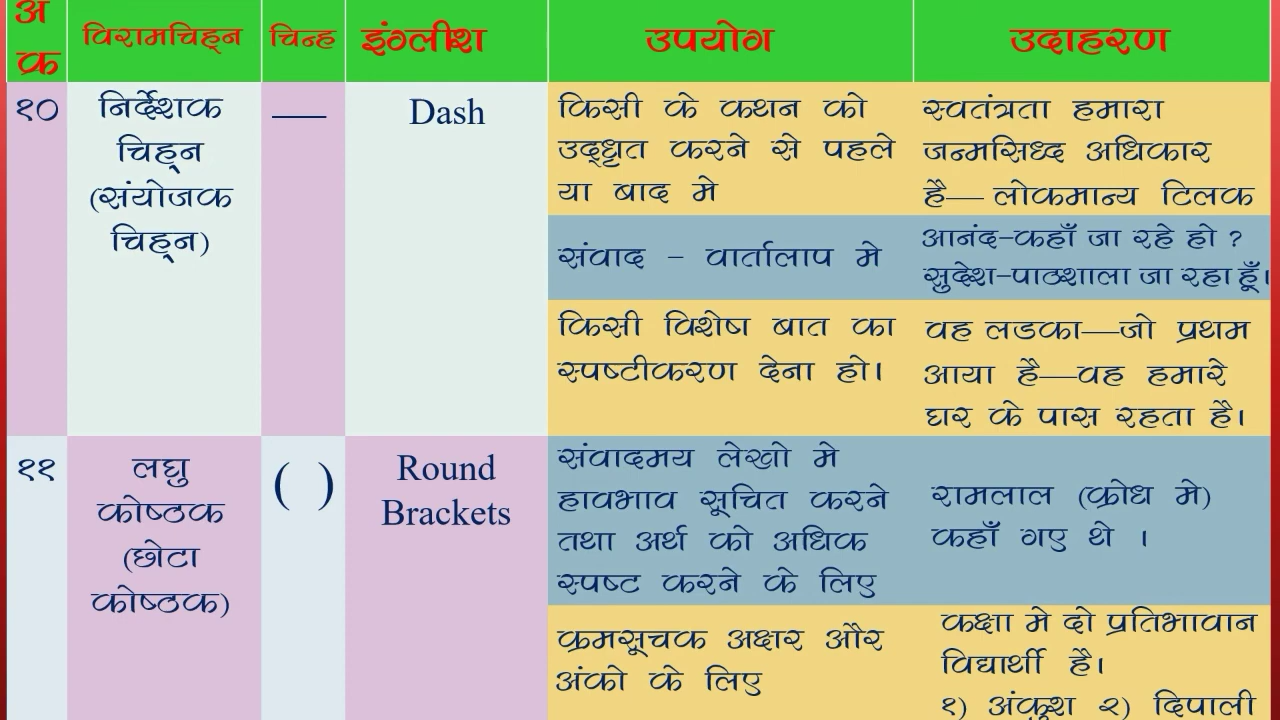 अ
क्र
विरामचिह्न
चिन्ह
इंग्लीश
उपयोग
उदाहरण
१०
निर्देशक
चिह्न
(संयोजक
चिह्न)
—
Dash
किसी के कथन को
उद्धृत करने से पहले
या बाद मे
स्वतंत्रता हमारा
जन्मसिध्द अधिकार
है— लोकमान्य टिलक
संवाद - वार्तालाप मे
आनंद-कहाँ जा रहे हो ?
सुदेश-पाठशाला जा रहा हूँ।
किसी विशेष बात का
स्पष्टीकरण देना हो।
वह लडका—जो प्रथम
आया है—वह हमारे
घर के पास रहता है।
११
लघु
कोष्ठक
(छोटा
कोष्ठक)
( )
Round
Brackets
संवादमय लेखो मे
हावभाव सूचित करने
तथा अर्थ को अधिक
स्पष्ट करने के लिए
रामलाल (क्रोध मे)
कहाँ गए थे ।
क्रमसूचक अक्षर और
अंको के लिए
कक्षा मे दो प्रतिभावान
विद्यार्थी है।
१) अंकुश २) दिपाली